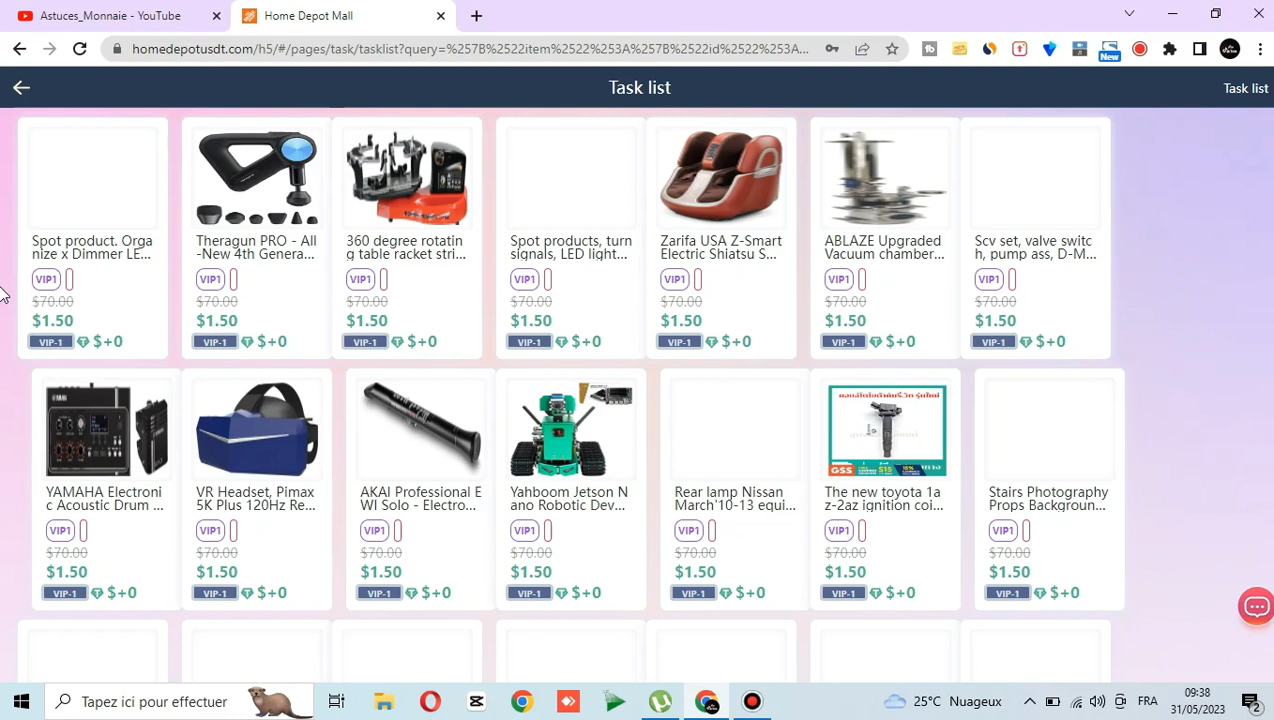 Astuces_Monnaie - YouTube
Home Depot Mall
homedepotusdt.com/h5/#/pages/task/tasklist?query=%257B%2522item%2522%253A%257B%2522id%2522%253A...
New
Task list
Task list
Spot product. Orga
nize x Dimmer LE...
VIP1
$70.00
$1.50
VIP-1 $+0
Theragun PRO - All
-New 4th Genera...
VIP1
$70.00
$1.50
VIP-1 $+0
360 degree rotatin
g table racket stri...
VIP1
$70.00
$1.50
VIP-1 $+0
Spot products, turn
signals, LED light...
VIP1
$70.00
$1.50
VIP-1 $+0
Zarifa USA Z-Smart
Electric Shiatsu S...
VIP1
$70.00
$1.50
VIP-1 $+0
ABLAZE Upgraded
Vacuum chamber...
VIP1
$70.00
$1.50
VIP-1 $+0
Scv set, valve switc
h, pump ass, D-M...
VIP1
$70.00
$1.50
VIP-1 $+0
YAMAHA Electroni
c Acoustic Drum ...
VIP1
$70.00
$1.50
VIP-1 $+0
VR Headset, Pimax
5K Plus 120Hz Re...
VIP1
$70.00
$1.50
VIP-1 $+0
AKAI Professional E
WI Solo - Electro...
VIP1
$70.00
$1.50
VIP-1 $+0
Yahboom Jetson N
ano Robotic Dev...
VIP1
$70.00
$1.50
VIP-1 $+0
Rear lamp Nissan
March'10-13 equi...
VIP1
$70.00
$1.50
VIP-1 $+0
GSS
15%
The new toyota 1a
z-2az ignition coi...
VIP1
$70.00
$1.50
VIP-1 $+0
Stairs Photography
Props Backgroun...
VIP1
$70.00
$1.50
VIP-1 $+0
Tapez ici pour effectuer
25°C Nuageux
FRA
09:38
31/05/2023
2